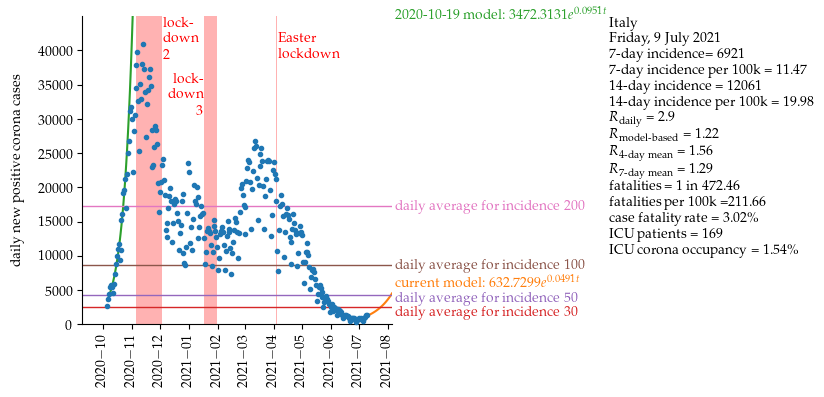 2020-10-19 model: 3472.3131e^0.0951t
Italy
Friday, 9 July 2021
7-day incidence= 6921
7-day incidence per 100k = 11.47
14-day incidence = 12061
14-day incidence per 100k = 19.98
R_daily = 2.9
R_model-based = 1.22
R_4-day mean = 1.56
R_7-day mean = 1.29
fatalities = 1 in 472.46
fatalities per 100k =211.66
case fatality rate = 3.02%
ICU patients = 169
ICU corona occupancy = 1.54%
lock-
down
2
Easter
lockdown
lock-
down
3
daily average for incidence 200
daily average for incidence 100
current model: 632.7299e^0.0491t
daily average for incidence 50
daily average for incidence 30
daily new positive corona cases
40000
35000
30000
25000
20000
15000
10000
5000
0
2020−10
2020−11
2020−12
2021−01
2021−02
2021−03
2021−04
2021−05
2021−06
2021−07
2021−08